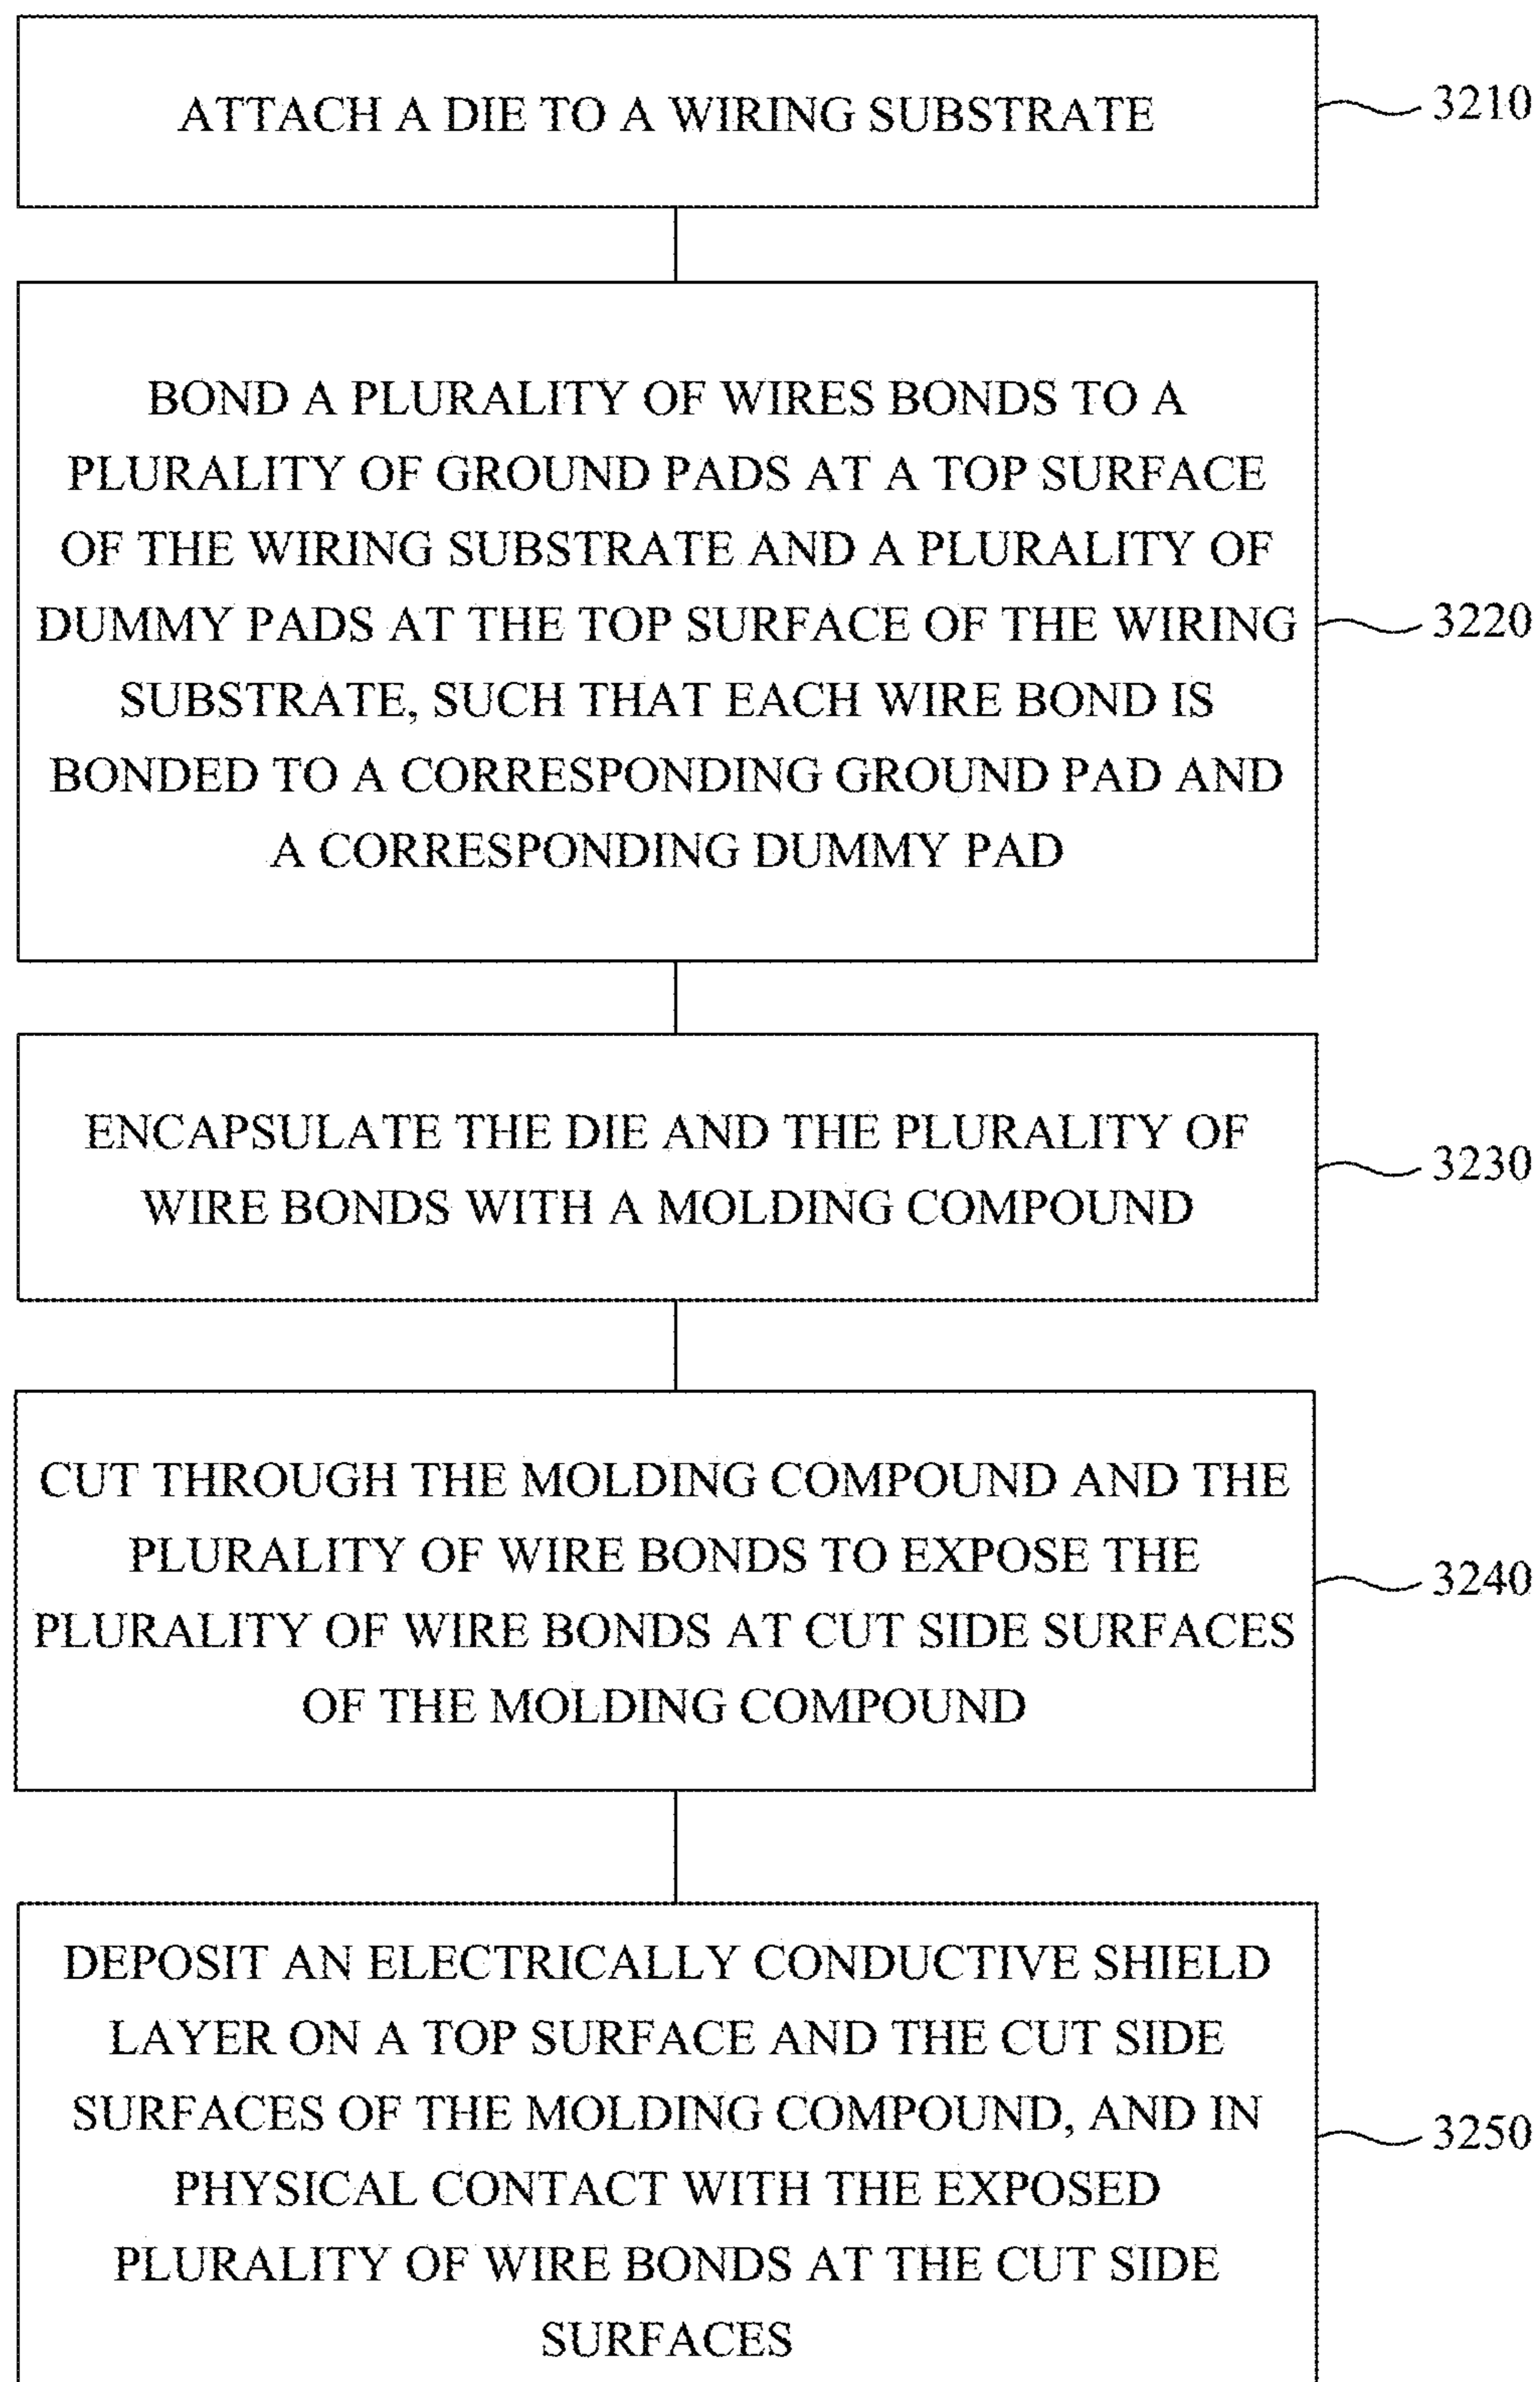 ATTACH A DIE TO A WIRING SUBSTRATE
3210
BOND A PLURALITY OF WIRES BONDS TO A
PLURALITY OF GROUND PADS AT A TOP SURFACE
OF THE WIRING SUBSTRATE AND A PLURALITY OF
DUMMY PADS AT THE TOP SURFACE OF THE WIRING
SUBSTRATE, SUCH THAT EACH WIRE BOND IS
BONDED TO A CORRESPONDING GROUND PAD AND
A CORRESPONDING DUMMY PAD
3220
ENCAPSULATE THE DIE AND THE PLURALITY OF
WIRE BONDS WITH A MOLDING COMPOUND
3230
CUT THROUGH THE MOLDING COMPOUND AND THE
PLURALITY OF WIRE BONDS TO EXPOSE THE
PLURALITY OF WIRE BONDS AT CUT SIDE SURFACES
OF THE MOLDING COMPOUND
3240
DEPOSIT AN ELECTRICALLY CONDUCTIVE SHIELD
LAYER ON A TOP SURFACE AND THE CUT SIDE
SURFACES OF THE MOLDING COMPOUND, AND IN
PHYSICAL CONTACT WITH THE EXPOSED
PLURALITY OF WIRE BONDS AT THE CUT SIDE
SURFACES
3250